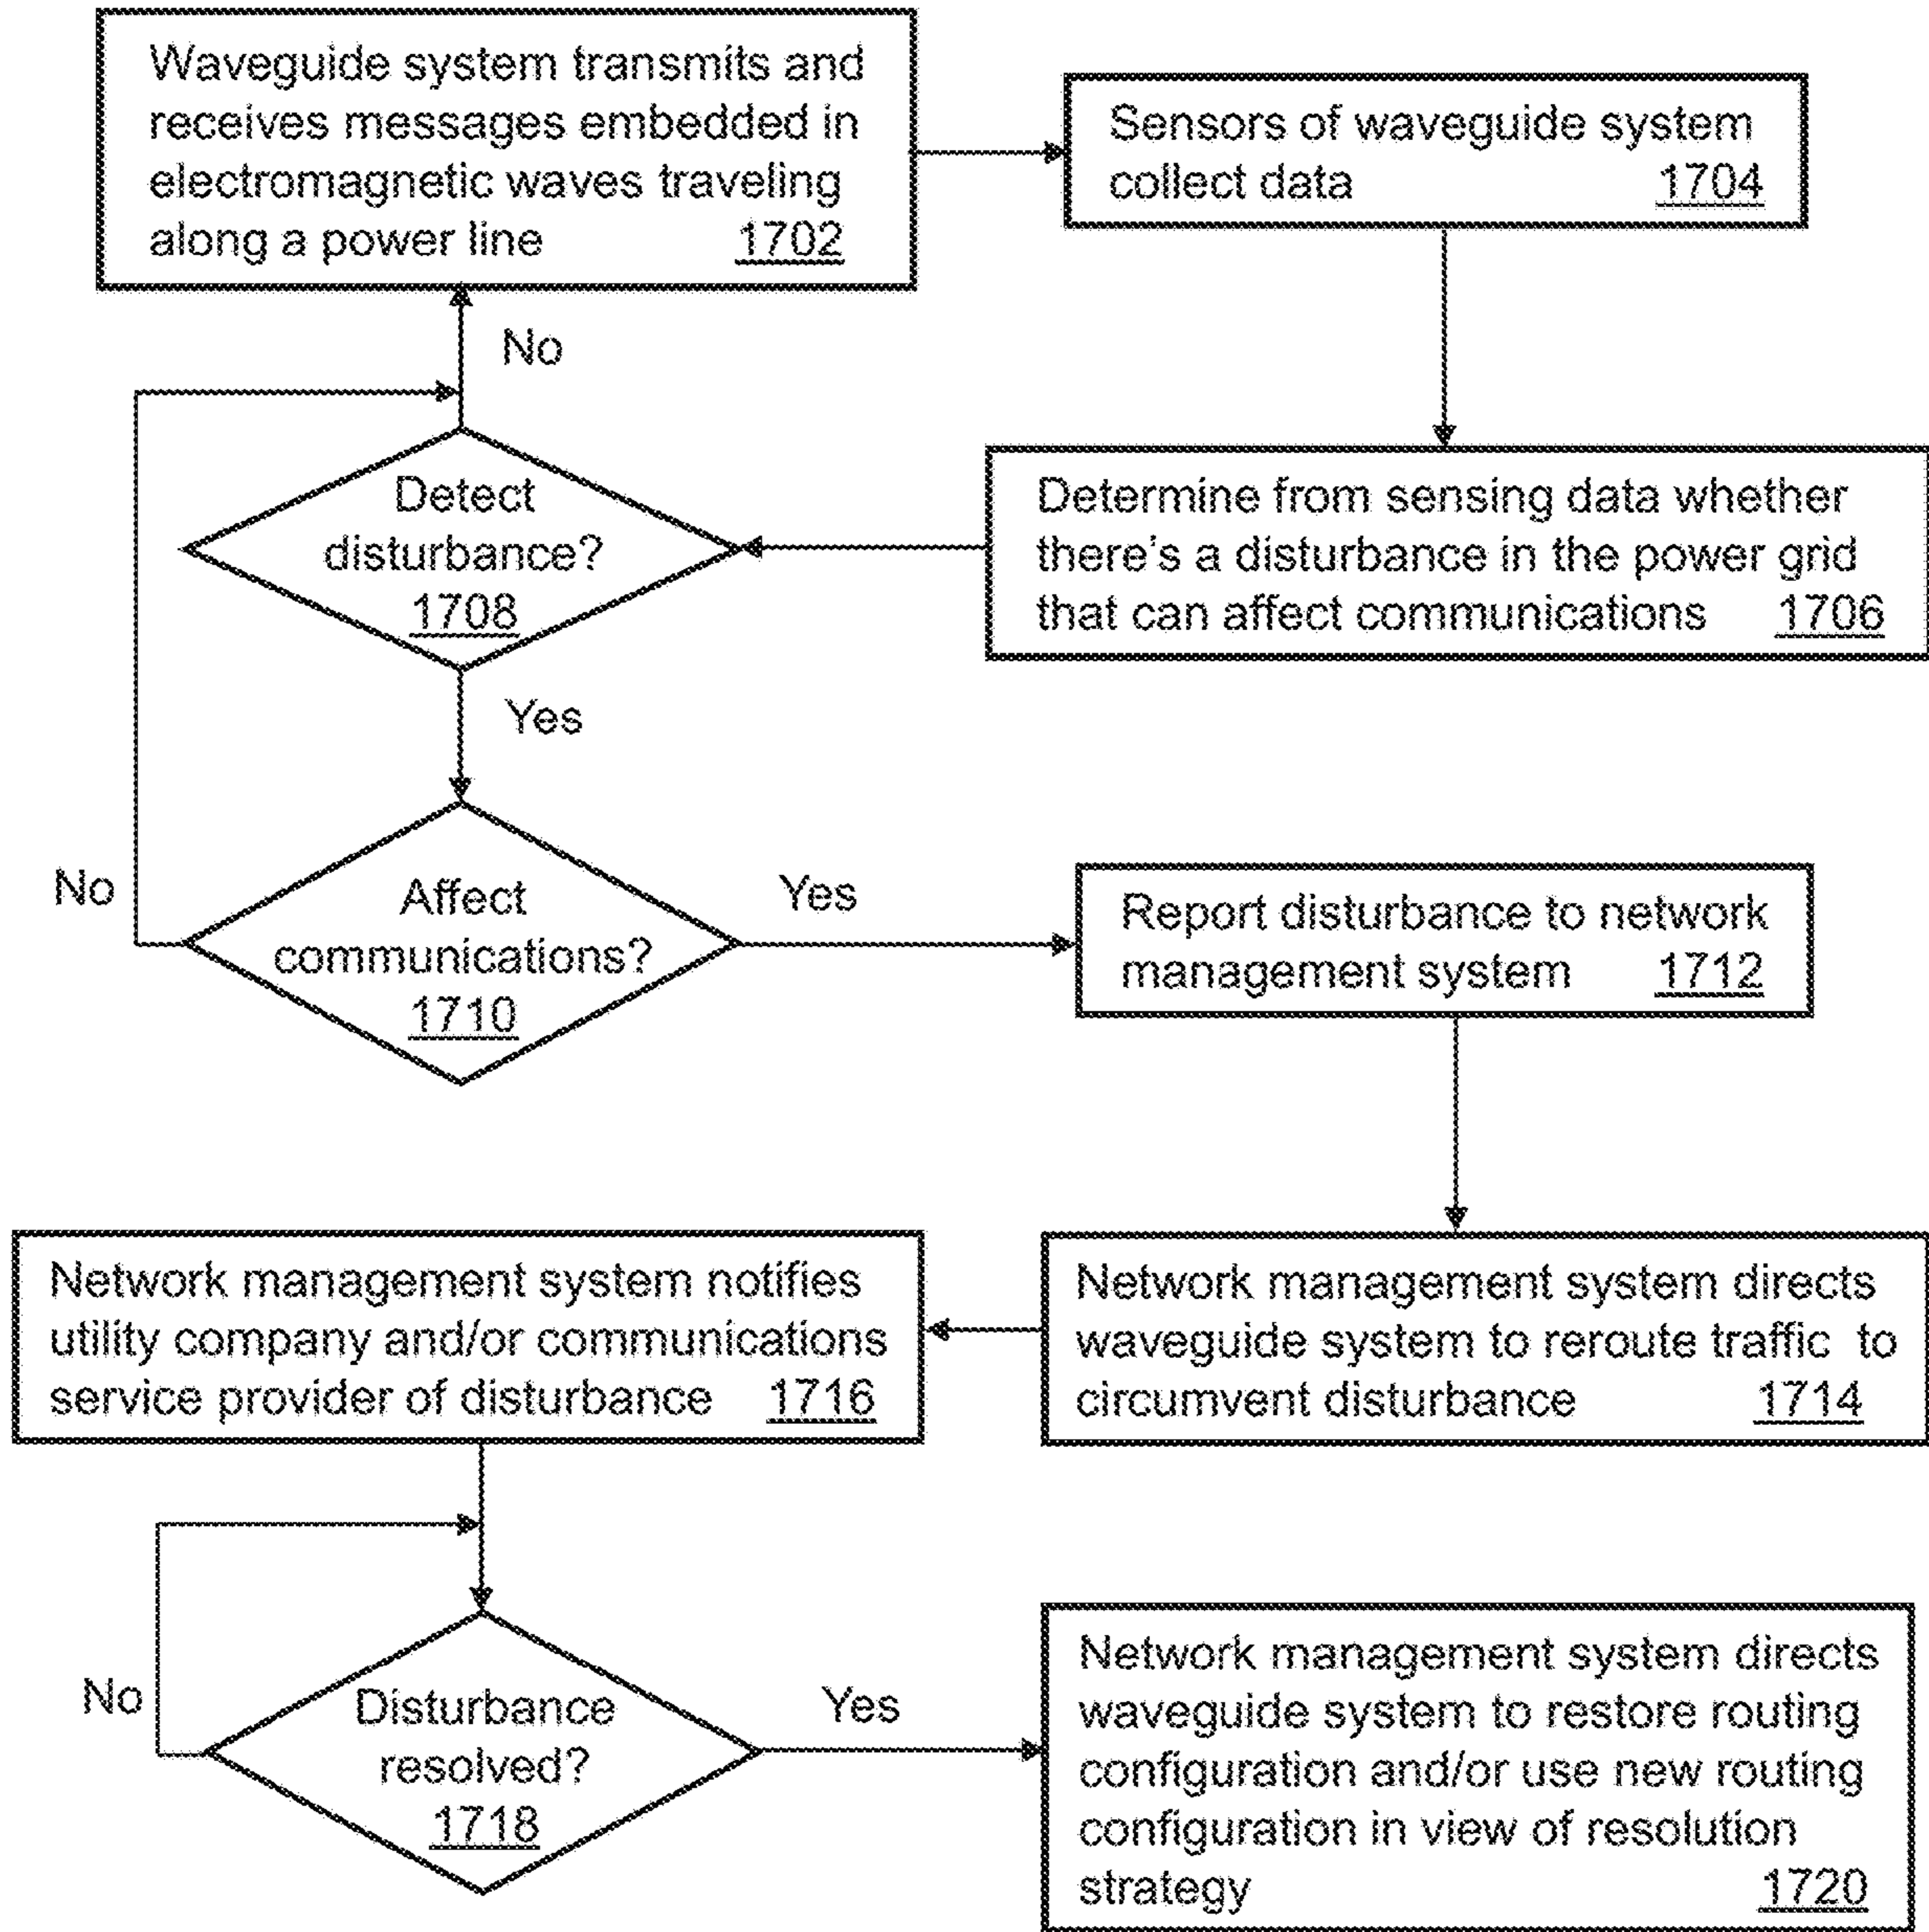 Waveguide system transmits and
receives messages embedded in
electromagnetic waves traveling
along a power line 1702
Sensors of waveguide system
collect data 1704
No
Detect
disturbance?
1708
Determine from sensing data whether
there's a disturbance in the power grid
that can affect communications 1706
Yes
No
Affect
communications?
1710
Yes
Report disturbance to network
management system 1712
Network management system notifies
utility company and/or communications
service provider of disturbance 1716
Network management system directs
waveguide system to reroute traffic to
circumvent disturbance 1714
No
Disturbance
resolved?
1718
Yes
Network management system directs
waveguide system to restore routing
configuration and/or use new routing
configuration in view of resolution
strategy 1720